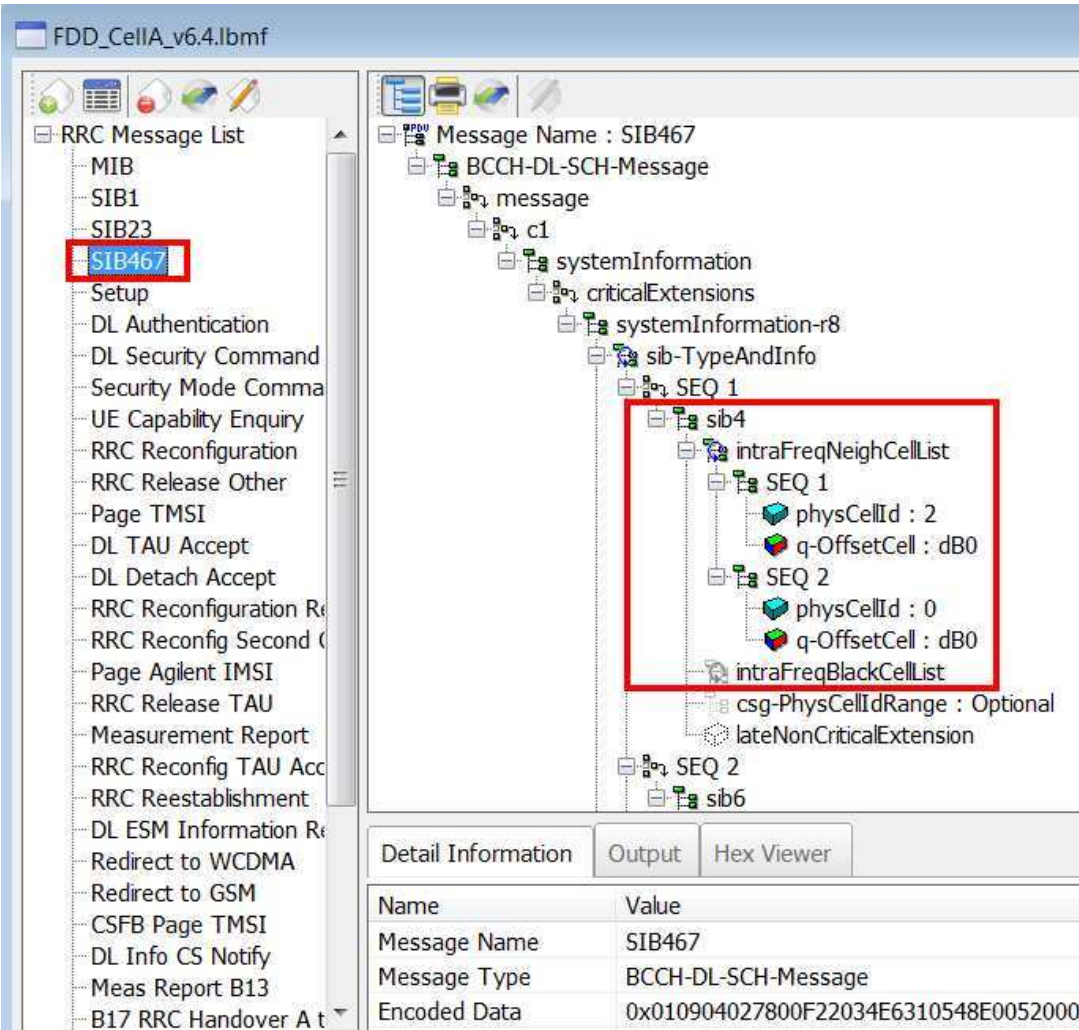 FDD_CellA_v6.4.lbmf
RRC Message List
MIB
SIB1
SIB23
SIB467
Setup
DL Authentication
DL Security Command
Security Mode Comma
UE Capability Enquiry
RRC Reconfiguration
RRC Release Other
Page TMSI
DL TAU Accept
DL Detach Accept
RRC Reconfiguration Re
RRC Reconfig Second C
Page Agilent IMSI
RRC Release TAU
Measurement Report
RRC Reconfig TAU Acc
RRC Reestablishment
DL ESM Information Re
Redirect to WCDMA
Redirect to GSM
CSFB Page TMSI
DL Info CS Notify
Meas Report B13
B17 RRC Handover A t
Message Name : SIB467
BCCH-DL-SCH-Message
message
c1
systemInformation
criticalExtensions
systemInformation-r8
sib-TypeAndInfo
SEQ 1
sib4
intraFreqNeighCellList
SEQ 1
physCellId : 2
q-OffsetCell : dB0
SEQ 2
physCellId : 0
q-OffsetCell : dB0
intraFreqBlackCellList
csg-PhysCellIdRange : Optional
lateNonCriticalExtension
SEQ 2
sib6
Detail Information Output Hex Viewer
Name Value
Message Name SIB467
Message Type BCCH-DL-SCH-Message
Encoded Data 0x010904027800F22034E6310548E0052000